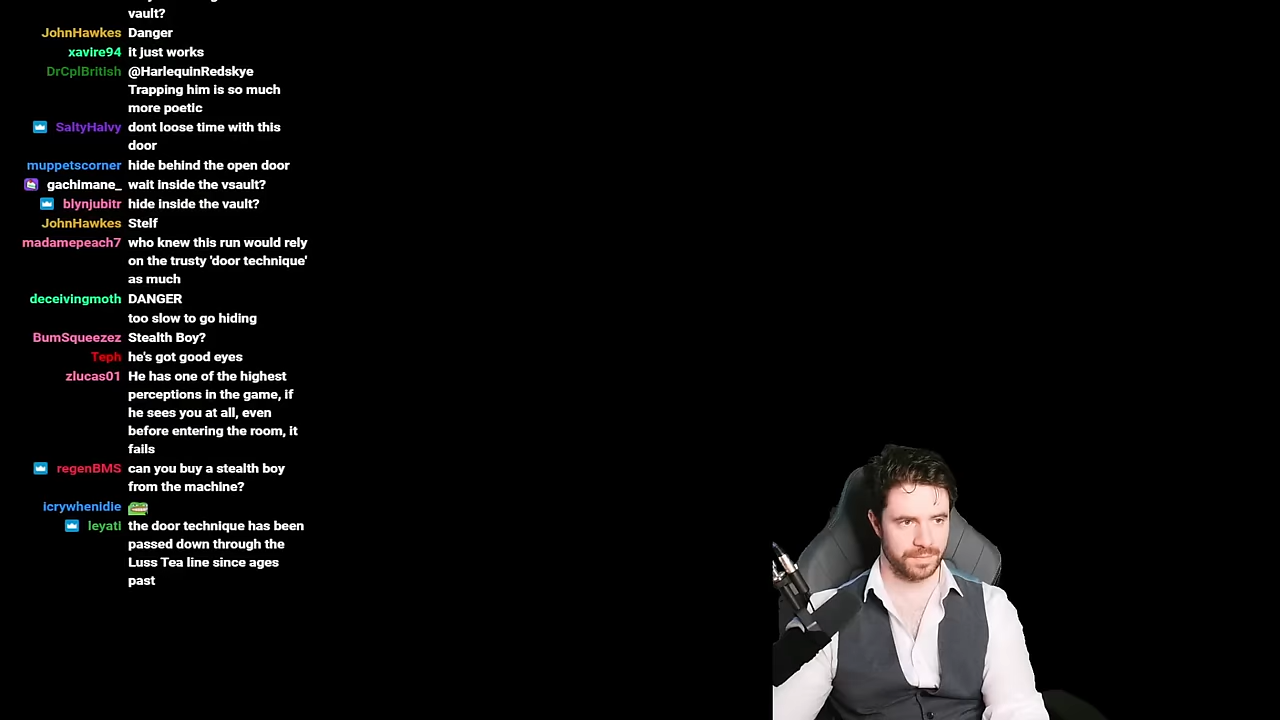 vault?
JohnHawkes Danger
xavire94 it just works
DrCplBritish @HarlequinRedskye
Trapping him is so much
more poetic
SaltyHalvy dont loose time with this
door
muppetscorner hide behind the open door
gachimane_ wait inside the vsault?
blynjubitr hide inside the vault?
JohnHawkes Stelf
madamepeach7 who knew this run would rely
on the trusty 'door technique'
as much
deceivingmoth DANGER
too slow to go hiding
BumSqueezez Stealth Boy?
Teph he's got good eyes
zlucas01 He has one of the highest
perceptions in the game, if
he sees you at all, even
before entering the room, it
fails
regenBMS can you buy a stealth boy
from the machine?
icrywhenidie
leyati the door technique has been
passed down through the
Luss Tea line since ages
past